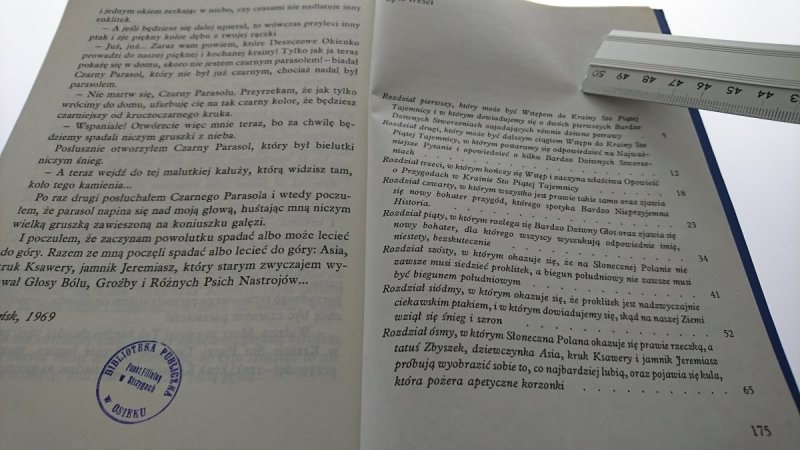 i jednym okiem zerkając w niebo, czy czasami nie nadlatuje inny
enklitek.
— A jeśli będziesz się dalej upierał, to wówczas przyleci inny
ptak i zje piękny kolor dębu z twojej rączki
— Już, już... Zaraz wam powiem, które Deszczowe Okienko
prowadzi do naszej pięknej i kochanej krainy! Tylko jak ja teraz
pokażę się w domu, skoro nie jestem czarnym parasolem! — biadał
Czarny Parasol, który nie był już czarnym, chociaż nadal był
parasolem.
— Nie martw się, Czarny Parasolu. Przyrzekam, że jak tylko
wrócimy do domu, ufarbuję cię na tak czarny kolor, że będziesz
czarniejszy od kruczoczarnego kruka.
— Wspaniale! Otwórzcie więc mnie teraz, bo za chwilę bę-
dziemy spadali niczym gruszki z nieba.
Posłusznie otworzyłem Czarny Parasol, który był bielutki
niczym śnieg.
— A teraz wejdź do tej malutkiej kałuży, którą widzisz tam,
koło tego kamienia...
Po raz drugi posłuchałem Czarnego Parasola i wtedy poczu-
łem, że parasol napina się nad moją głową, huśtając mną niczym
wielką gruszką zawieszoną na koniuszku gałęzi.
I poczułem, że zaczynam powolutku spadać albo może lecieć
do góry. Razem ze mną poczęli spadać albo lecieć do góry: Asia,
kruk Ksawery, jamnik Jeremiasz, który starym zwyczajem wy-
wał Głosy Bólu, Groźby i Różnych Psich Nastrojów...
ńsk, 1969
BIBLIOTEKA PUBLICZNA
Punkt Filialny
w OSIEKU
treści
50 49 48 47 46 45 44 43
Rozdział pierwszy, który może być Wstępem do Krainy Sto Piątej
Tajemnicy i w którym dowiadujemy się o dwóch pierwszych Bardzo
Dziwnych Stworzeniach zajadających równie dziwne potrawy 5
Rozdział drugi, który może być dalszym ciągiem Wstępu do Krainy Sto
Piątej Tajemnicy, w którym postaramy się odpowiedzieć na Najważ-
niejsze Pytanie i opowiedzieć o kilku Bardzo Dziwnych Stworze-
niach 12
Rozdział trzeci, w którym kończy się Wstęp i zaczyna właściwa Opowieść
o Przygodach w Krainie Sto Piątej Tajemnicy 18
Rozdział czwarty, w którym wszystko jest prawie takie samo oraz zjawia
się nowy bohater przygód, którego spotyka Bardzo Nieprzyjemna
Historia. 23
Rozdział piąty, w którym rozlega się Bardzo Dziwny Głos oraz zjawia się
nowy bohater, dla którego wszyscy wyszukują odpowiednie imię,
niestety, bezskutecznie 34
Rozdział szósty, w którym okazuje się, że na Słonecznej Polanie nie
zawsze musi siedzieć proklitek, a biegun południowy nie zawsze musi
być biegunem południowym 41
Rozdział siódmy, w którym okazuje się, że proklitek jest nadzwyczajnie
ciekawskim ptakiem, i w którym dowiadujemy się, skąd na naszej Ziemi
wziął się śnieg i szron 52
Rozdział ósmy, w którym Słoneczna Polana okazuje się prawie rzeczką, a
tatuś Zbyszek, dziewczynka Asia, kruk Ksawery i jamnik Jeremiasz
próbują wyobrazić sobie to, co najbardziej lubią, oraz pojawia się kula,
która pożera apetyczne korzonki 65
175